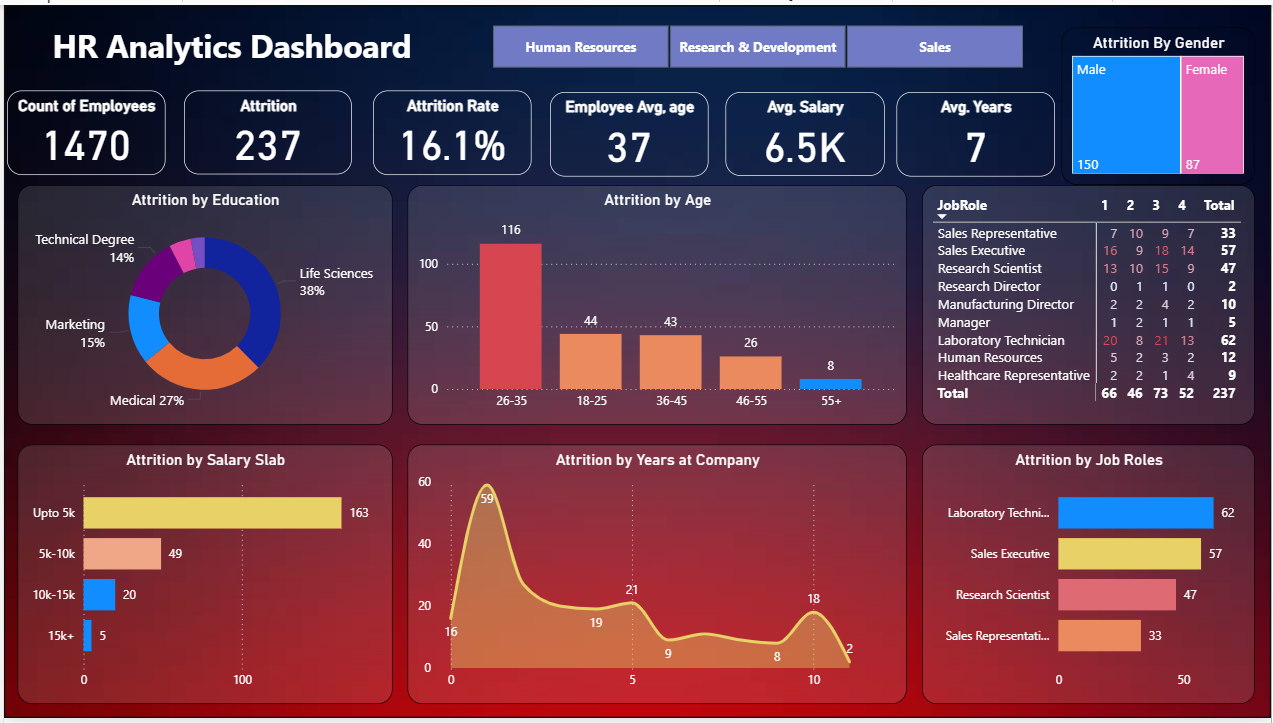 HR Analytics Dashboard
Human Resources
Research & Development
Sales
Attrition By Gender
Male
Female
150
87
Count of Employees
1470
Attrition
237
Attrition Rate
16.1%
Employee Avg, age
37
Avg. Salary
6.5K
Avg. Years
7
Attrition by Education
Technical Degree
14%
Life Sciences
38%
Marketing
15%
Medical 27%
Attrition by Age
100
50
0
116
44
43
26
8
26-35
18-25
36-45
46-55
55+
JobRole 1 2 3 4 Total
Sales Representative 7 10 9 7 33
Sales Executive 16 9 18 14 57
Research Scientist 13 10 15 9 47
Research Director 0 1 1 0 2
Manufacturing Director 2 2 4 2 10
Manager 1 2 1 1 5
Laboratory Technician 20 8 21 13 62
Human Resources 5 2 3 2 12
Healthcare Representative 2 2 1 4 9
Total 66 46 73 52 237
Attrition by Salary Slab
Upto 5k 163
5k-10k 49
10k-15k 20
15k+ 5
0 100
Attrition by Years at Company
60
40
20
0
16
59
19
21
9
8
18
2
0 5 10
Attrition by Job Roles
Laboratory Techni... 62
Sales Executive 57
Research Scientist 47
Sales Representati... 33
0 50